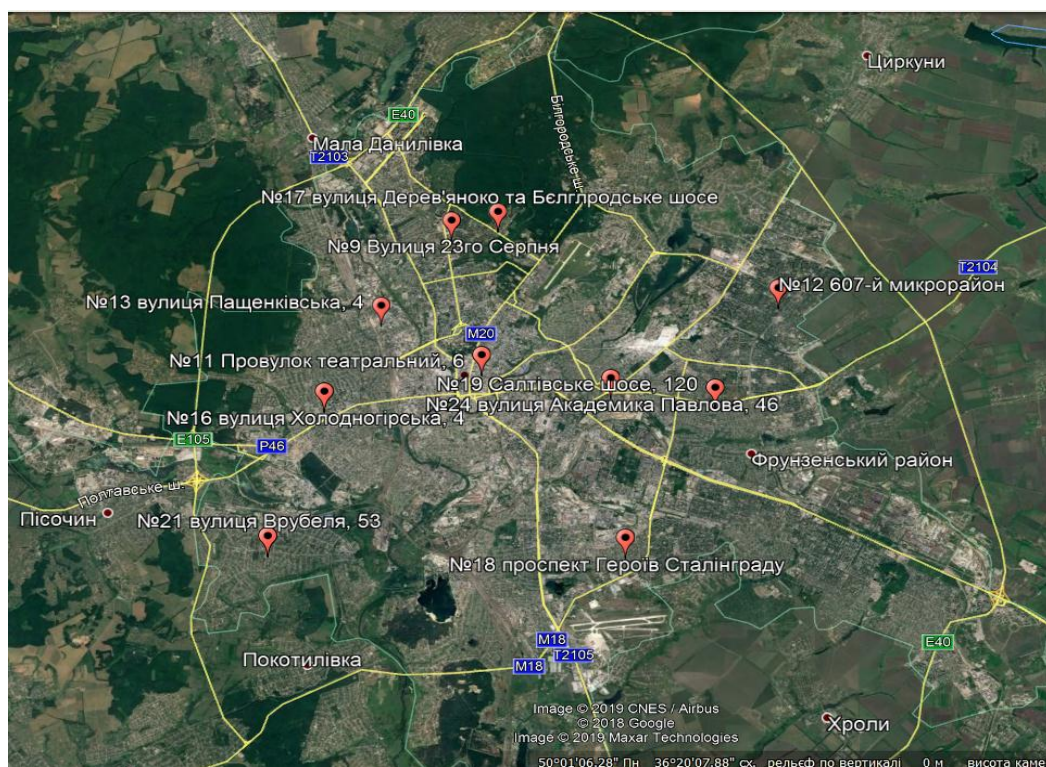 Циркуни
E40
Білгородське ш.
Мала Данилівка
T2103
№17 вулиця Дерев'яноко та Бєлглродське шосе
№9 Вулиця 23го Серпня
T2104
№12 607-й микрорайон
№13 вулиця Пащенківська, 4
M20
№11 Провулок театральний, 6
№19 Салтівське шосе, 120
№24 вулиця Академика Павлова, 46
№16 вулиця Холодногірська, 4
E105
P46
Фрунзенський район
Полтавське ш.
Пісочин
№21 вулиця Врубеля, 53
№18 проспект Героїв Сталінграду
M18
E40
T2105
Покотилівка
M18
Image © 2019 CNES / Airbus
© 2018 Google
Image © 2019 Maxar Technologies
Хроли
50°01'06.28" Пн 36°20'07.88" сх. рельєф по вертикалі 0 м висота каме